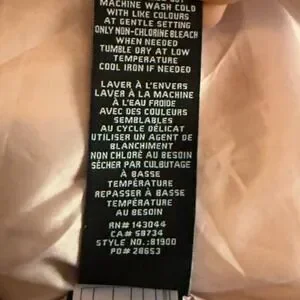 MACHINE WASH COLD
WITH LIKE COLOURS
AT GENTLE SETTING
ONLY NON-CHLORINE BLEACH
WHEN NEEDED
TUMBLE DRY AT LOW
TEMPERATURE
COOL IRON IF NEEDED
LAVER À L'ENVERS
LAVER À LA MACHINE
À L'EAU FROIDE
AVEC DES COULEURS
SEMBLABLES
AU CYCLE DÉLICAT
UTILISER UN AGENT DE
BLANCHIMENT
NON CHLORÉ AU BESOIN
SÉCHER PAR CULBUTAGE
À BASSE
TEMPÉRATURE
REPASSER À BASSE
TEMPÉRATURE
AU BESOIN
RN# 143044
CA# 58734
STYLE NO.:81900
PO# 28653